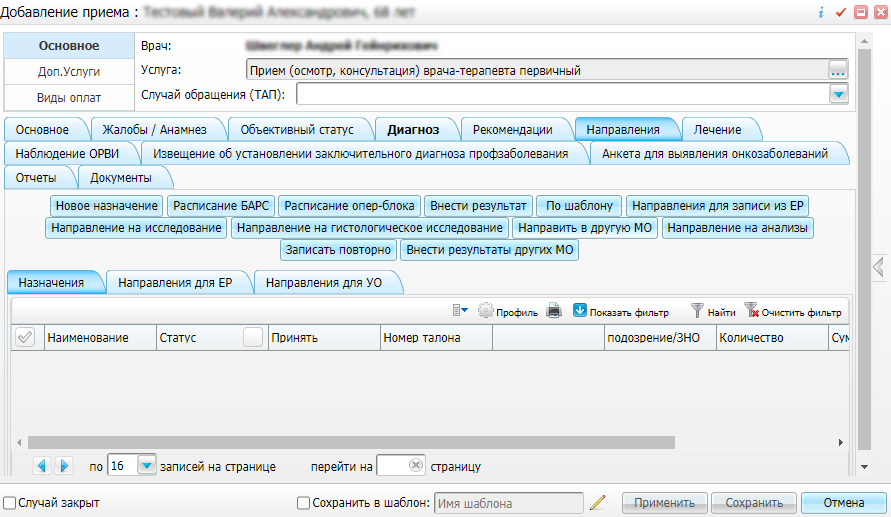 Добавление приема :
Основное
Врач:
Доп.Услуги
Услуга: Прием (осмотр, консультация) врача-терапевта первичный ...
Виды оплат
Случай обращения (ТАП):
Основное Жалобы / Анамнез Объективный статус Диагноз Рекомендации Направления Лечение
Наблюдение ОРВИ Извещение об установлении заключительного диагноза профзаболевания Анкета для выявления онкозаболеваний
Отчеты Документы
Новое назначение Расписание БАРС Расписание опер-блока Внести результат По шаблону Направления для записи из ЕР
Направление на исследование Направление на гистологическое исследование Направить в другую МО Направление на анализы
Записать повторно Внести результаты других МО
Назначения Направления для ЕР Направления для УО
Профиль Показать фильтр Найти Очистить фильтр
Наименование Статус Принять Номер талона подозрение/ЗНО Количество Сум
по 16 записей на странице перейти на страницу
Случай закрыт Сохранить в шаблон: Имя шаблона Применить Сохранить Отмена